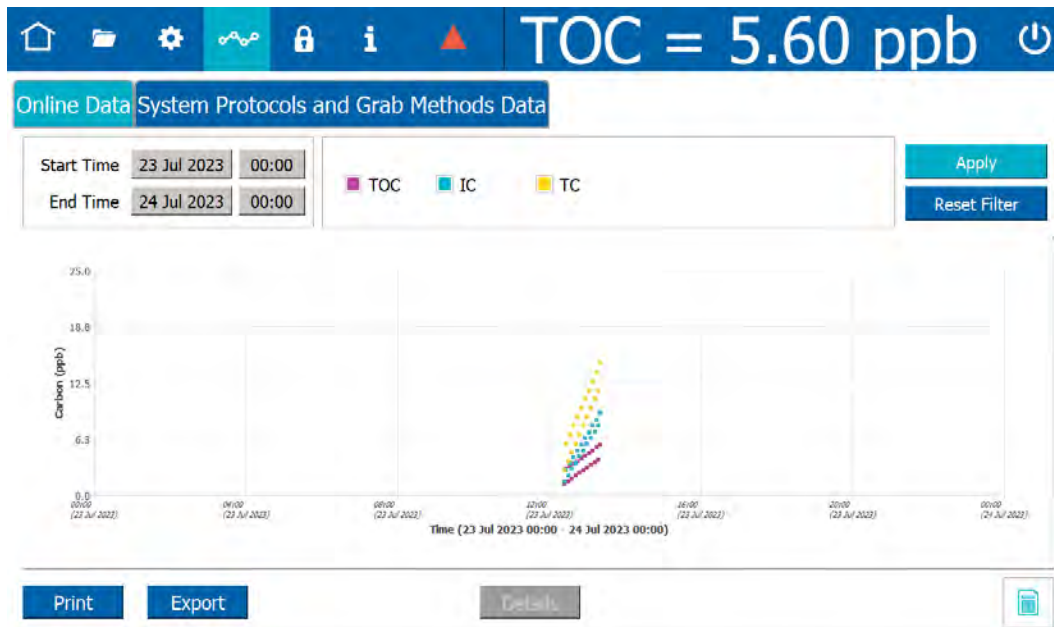 TOC = 5.60 ppb
Online Data System Protocols and Grab Methods Data
Start Time 23 Jul 2023 00:00
End Time 24 Jul 2023 00:00
TOC IC TC
Apply
Reset Filter
25.0
18.8
12.5
6.3
0.0
Carbon (ppb)
00:00 04:00 08:00 12:00 16:00 20:00 00:00
(23 Jul 2023) (23 Jul 2023) (23 Jul 2023) (23 Jul 2023) (23 Jul 2023) (23 Jul 2023) (24 Jul 2023)
Time (23 Jul 2023 00:00 - 24 Jul 2023 00:00)
Print Export Details